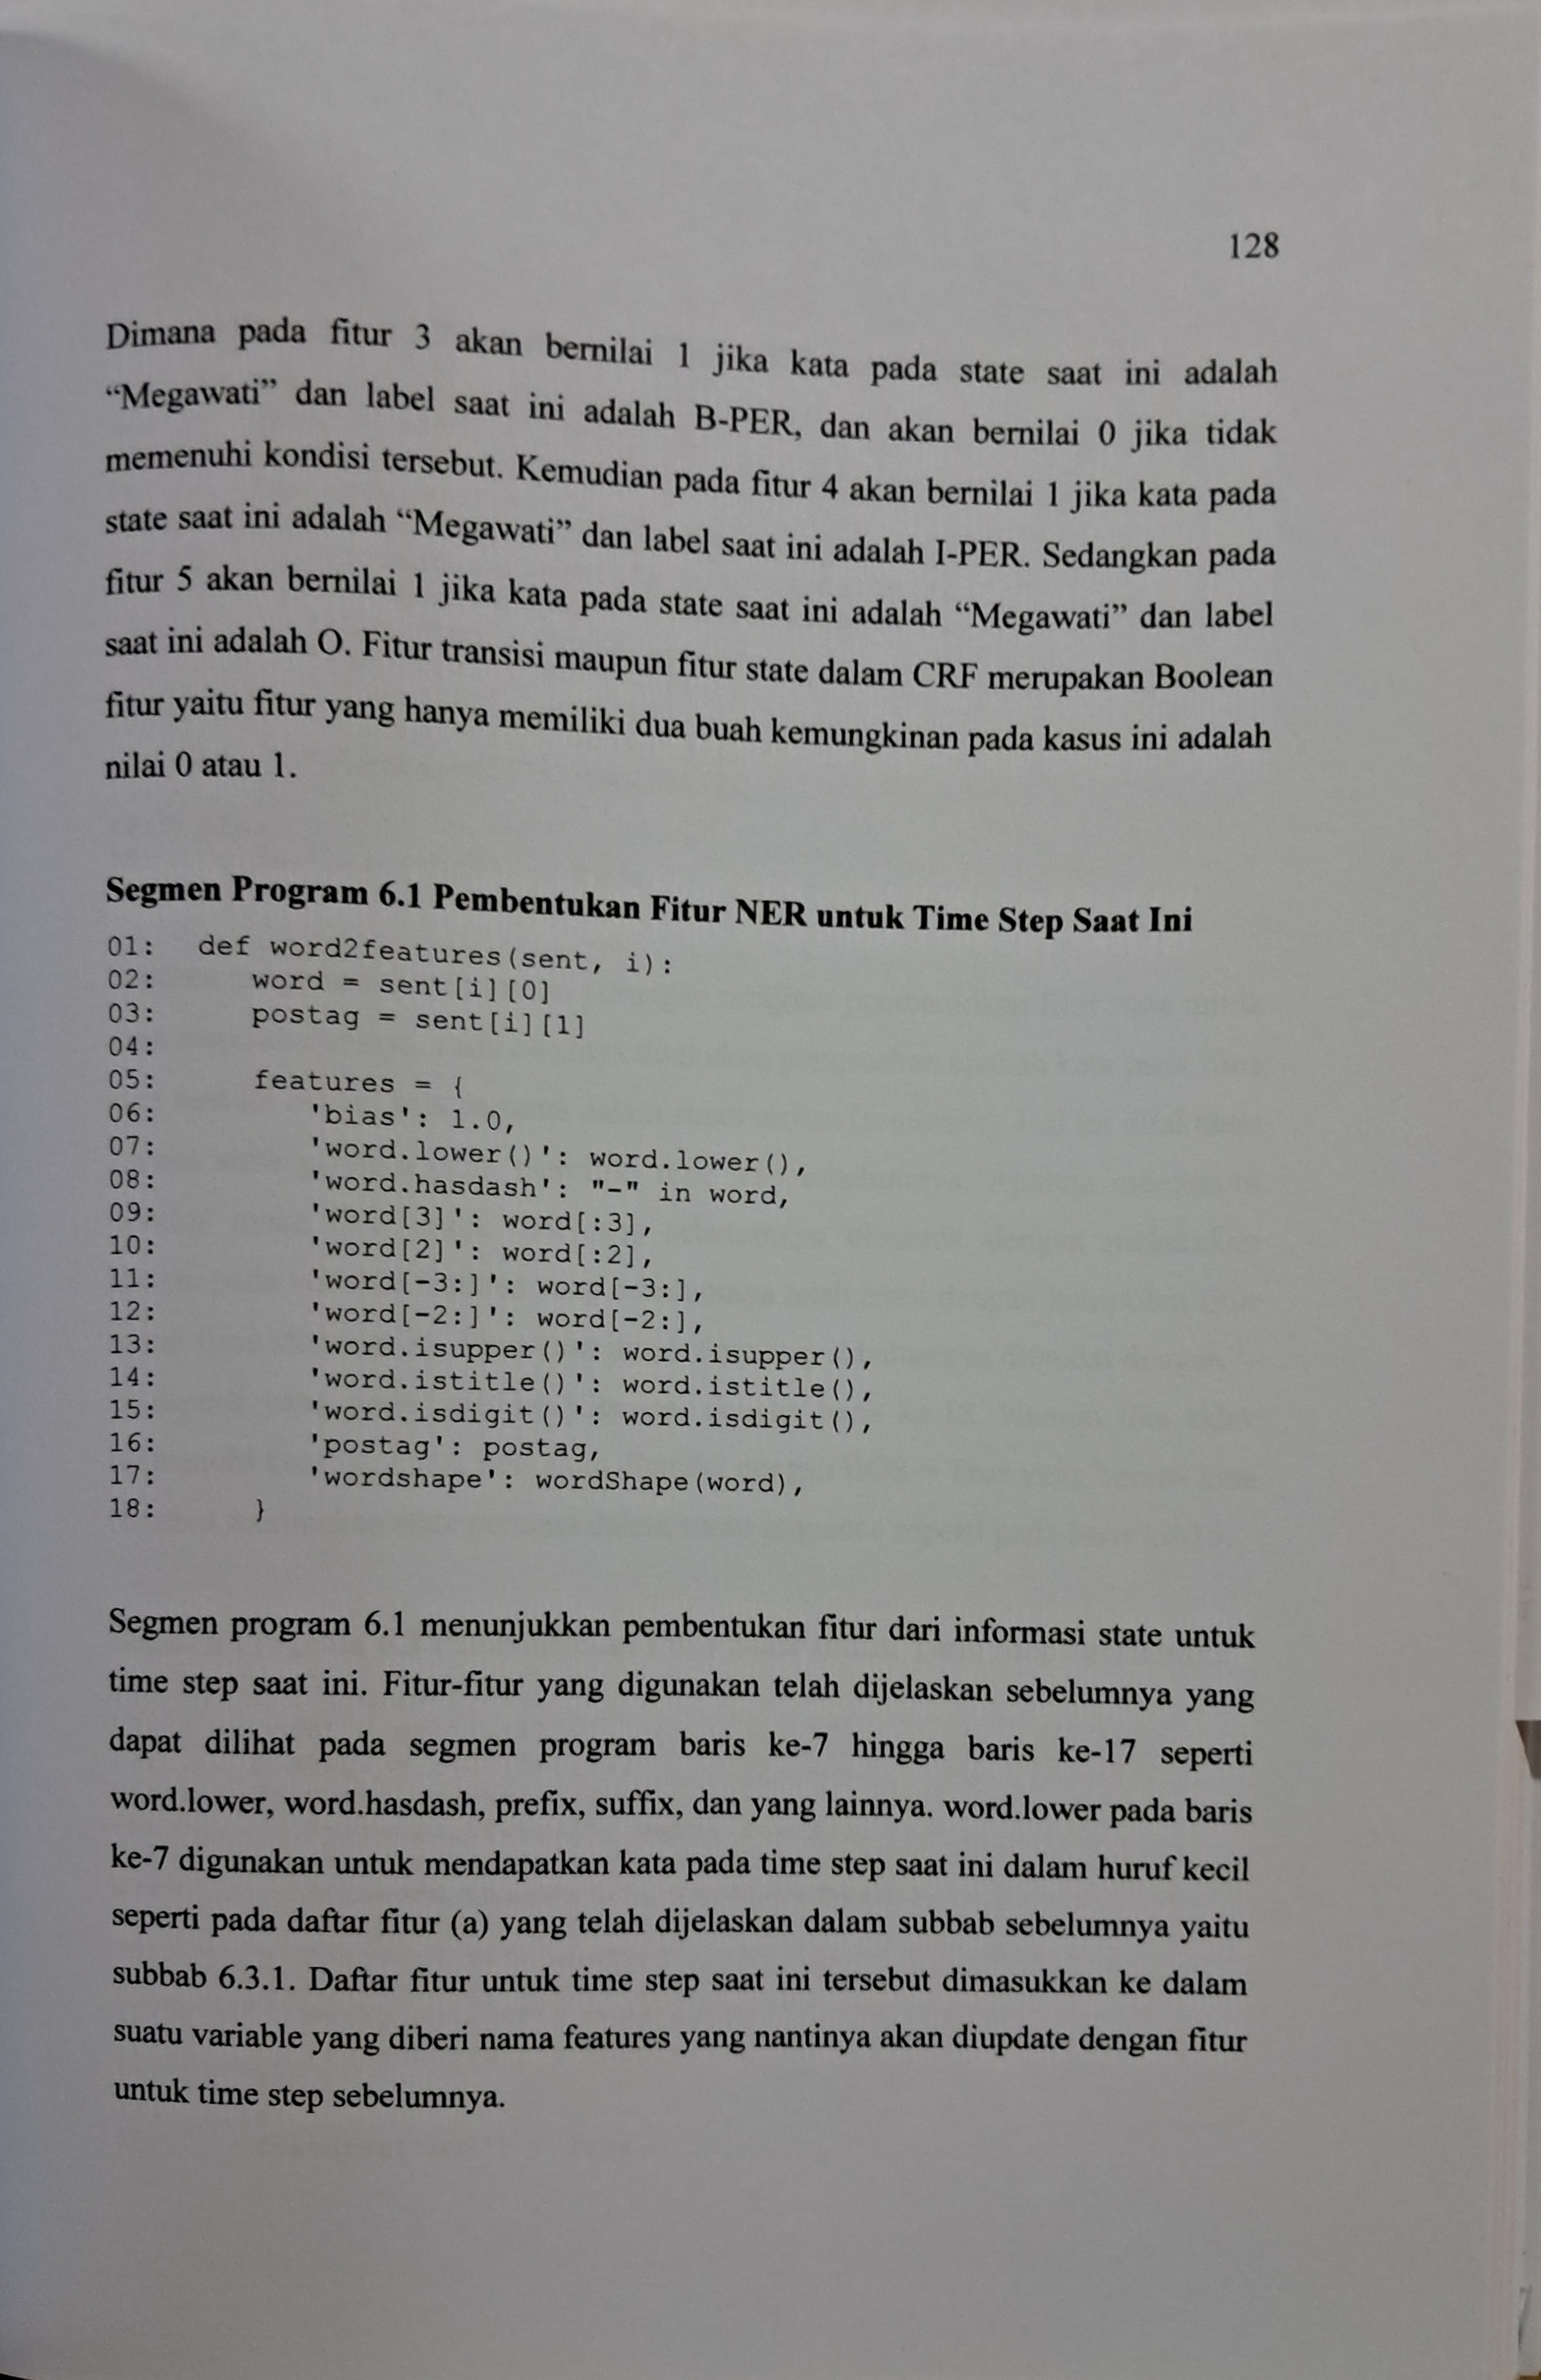 128
Dimana pada fitur 3 akan bernilai 1 jika kata pada state saat ini adalah
“Megawati” dan label saat ini adalah B-PER, dan akan bernilai 0 jika tidak
memenuhi kondisi tersebut. Kemudian pada fitur 4 akan bernilai 1 jika kata pada
state saat ini adalah “Megawati” dan label saat ini adalah I-PER. Sedangkan pada
fitur 5 akan bernilai 1 jika kata pada state saat ini adalah “Megawati” dan label
saat ini adalah O. Fitur transisi maupun fitur state dalam CRF merupakan Boolean
fitur yaitu fitur yang hanya memiliki dua buah kemungkinan pada kasus ini adalah
nilai 0 atau 1.
Segmen Program 6.1 Pembentukan Fitur NER untuk Time Step Saat Ini
01: def word2features(sent, i):
02: word = sent[i][0]
03: postag = sent[i][1]
04:
05: features = {
06: 'bias': 1.0,
07: 'word.lower()': word.lower(),
08: 'word.hasdash': "-" in word,
09: 'word[3]': word[:3],
10: 'word[2]': word[:2],
11: 'word[-3:]': word[-3:],
12: 'word[-2:]': word[-2:],
13: 'word.isupper()': word.isupper(),
14: 'word.istitle()': word.istitle(),
15: 'word.isdigit()': word.isdigit(),
16: 'postag': postag,
17: 'wordshape': wordShape(word),
18: }
Segmen program 6.1 menunjukkan pembentukan fitur dari informasi state untuk
time step saat ini. Fitur-fitur yang digunakan telah dijelaskan sebelumnya yang
dapat dilihat pada segmen program baris ke-7 hingga baris ke-17 seperti
word.lower, word.hasdash, prefix, suffix, dan yang lainnya. word.lower pada baris
ke-7 digunakan untuk mendapatkan kata pada time step saat ini dalam huruf kecil
seperti pada daftar fitur (a) yang telah dijelaskan dalam subbab sebelumnya yaitu
subbab 6.3.1. Daftar fitur untuk time step saat ini tersebut dimasukkan ke dalam
suatu variable yang diberi nama features yang nantinya akan diupdate dengan fitur
untuk time step sebelumnya.